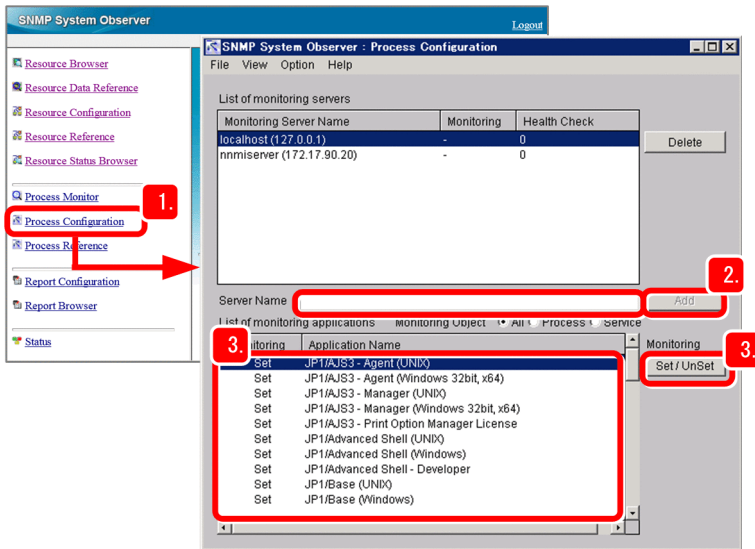 SNMP System Observer
Logout
Resource Browser
Resource Data Reference
Resource Configuration
Resource Reference
Resource Status Browser
Process Monitor
1.
Process Configuration
Process Reference
Report Configuration
Report Browser
Status
SNMP System Observer : Process Configuration
File View Option Help
List of monitoring servers
Monitoring Server Name Monitoring Health Check
localhost (127.0.0.1) - 0
nnmiserver (172.17.90.20) - 0
Delete
2.
Server Name Add
List of monitoring applications Monitoring Object All Process Service
3.
nitoring Application Name
Monitoring
3.
Set / UnSet
Set JP1/AJS3 - Agent (UNIX)
Set JP1/AJS3 - Agent (Windows 32bit, x64)
Set JP1/AJS3 - Manager (UNIX)
Set JP1/AJS3 - Manager (Windows 32bit, x64)
Set JP1/AJS3 - Print Option Manager License
Set JP1/Advanced Shell (UNIX)
Set JP1/Advanced Shell (Windows)
Set JP1/Advanced Shell - Developer
Set JP1/Base (UNIX)
Set JP1/Base (Windows)